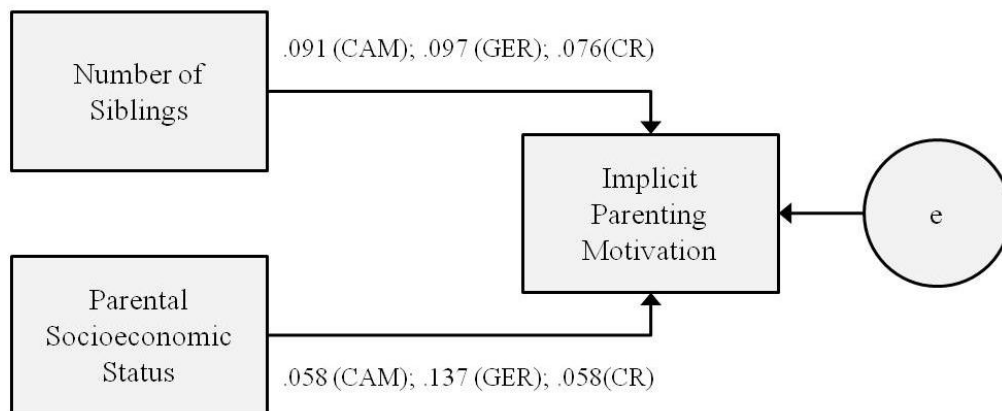 .091 (CAM); .097 (GER); .076(CR)
Number of
Siblings
Implicit
Parenting
Motivation
e
Parental
Socioeconomic
Status
.058 (CAM); .137 (GER); .058(CR)